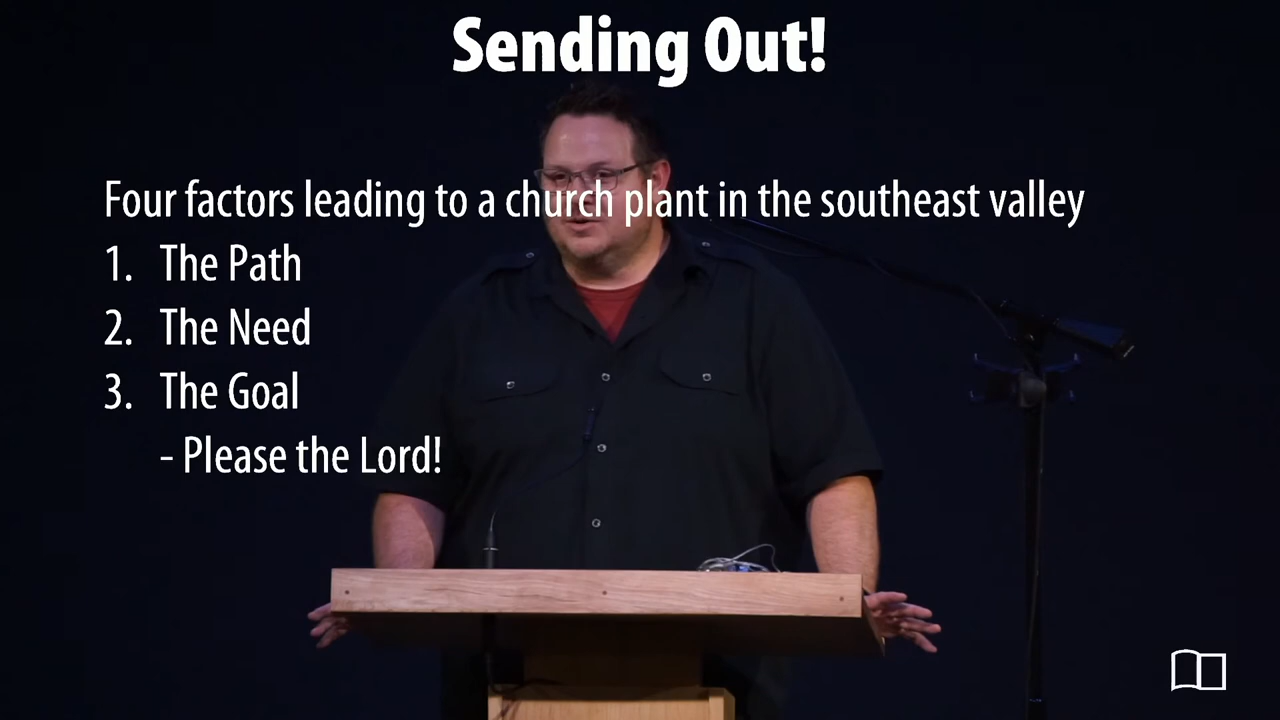 Sending Out!
Four factors leading to a church plant in the southeast valley
1. The Path
2. The Need
3. The Goal
- Please the Lord!